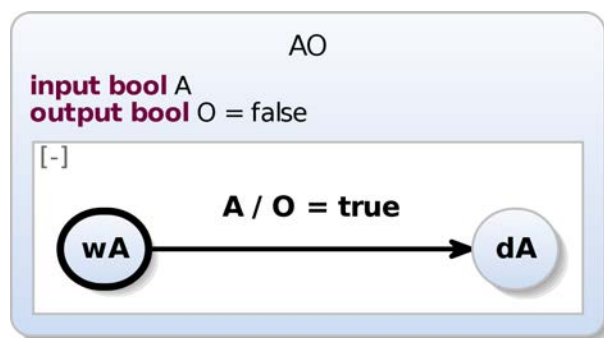 AO
input bool A
output bool O = false
[-]
A / O = true
wA
dA